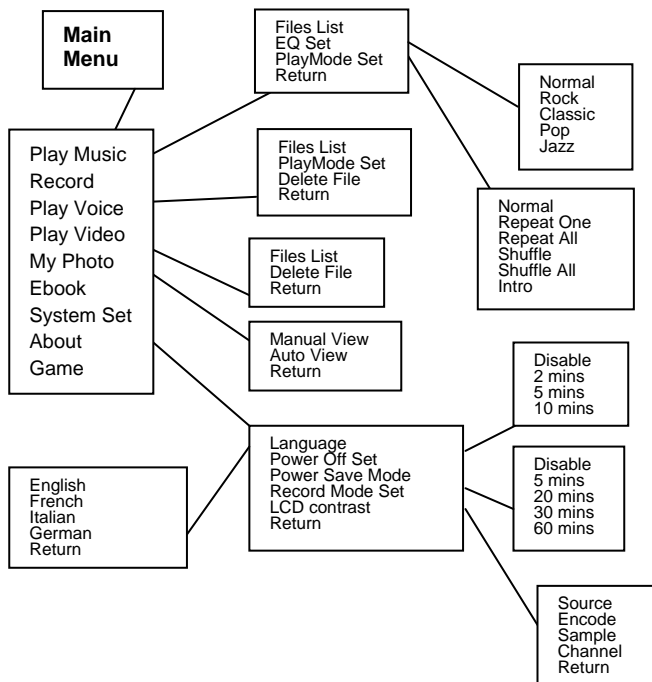 Main
Menu
Files List
EQ Set
PlayMode Set
Return
Normal
Rock
Classic
Pop
Jazz
Play Music
Record
Play Voice
Play Video
My Photo
Ebook
System Set
About
Game
Files List
PlayMode Set
Delete File
Return
Normal
Repeat One
Repeat All
Shuffle
Shuffle All
Intro
Files List
Delete File
Return
Manual View
Auto View
Return
Disable
2 mins
5 mins
10 mins
Language
Power Off Set
Power Save Mode
Record Mode Set
LCD contrast
Return
Disable
5 mins
20 mins
30 mins
60 mins
English
French
Italian
German
Return
Source
Encode
Sample
Channel
Return